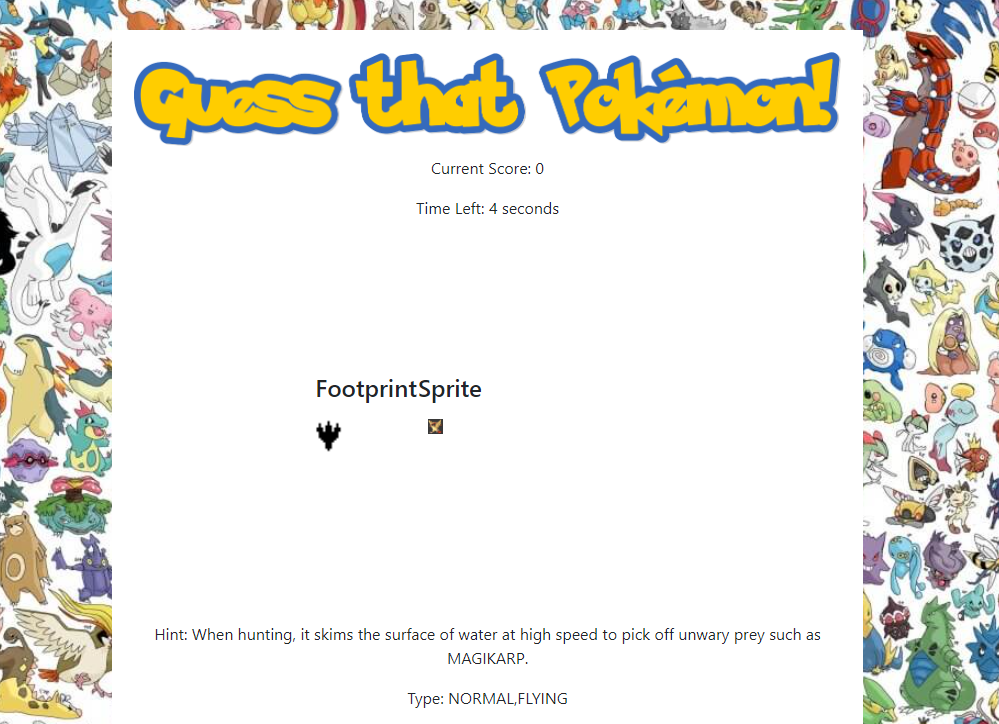 Guess that Pokémon!
Current Score: 0
Time Left: 4 seconds
FootprintSprite
Hint: When hunting, it skims the surface of water at high speed to pick off unwary prey such as
MAGIKARP.
Type: NORMAL,FLYING